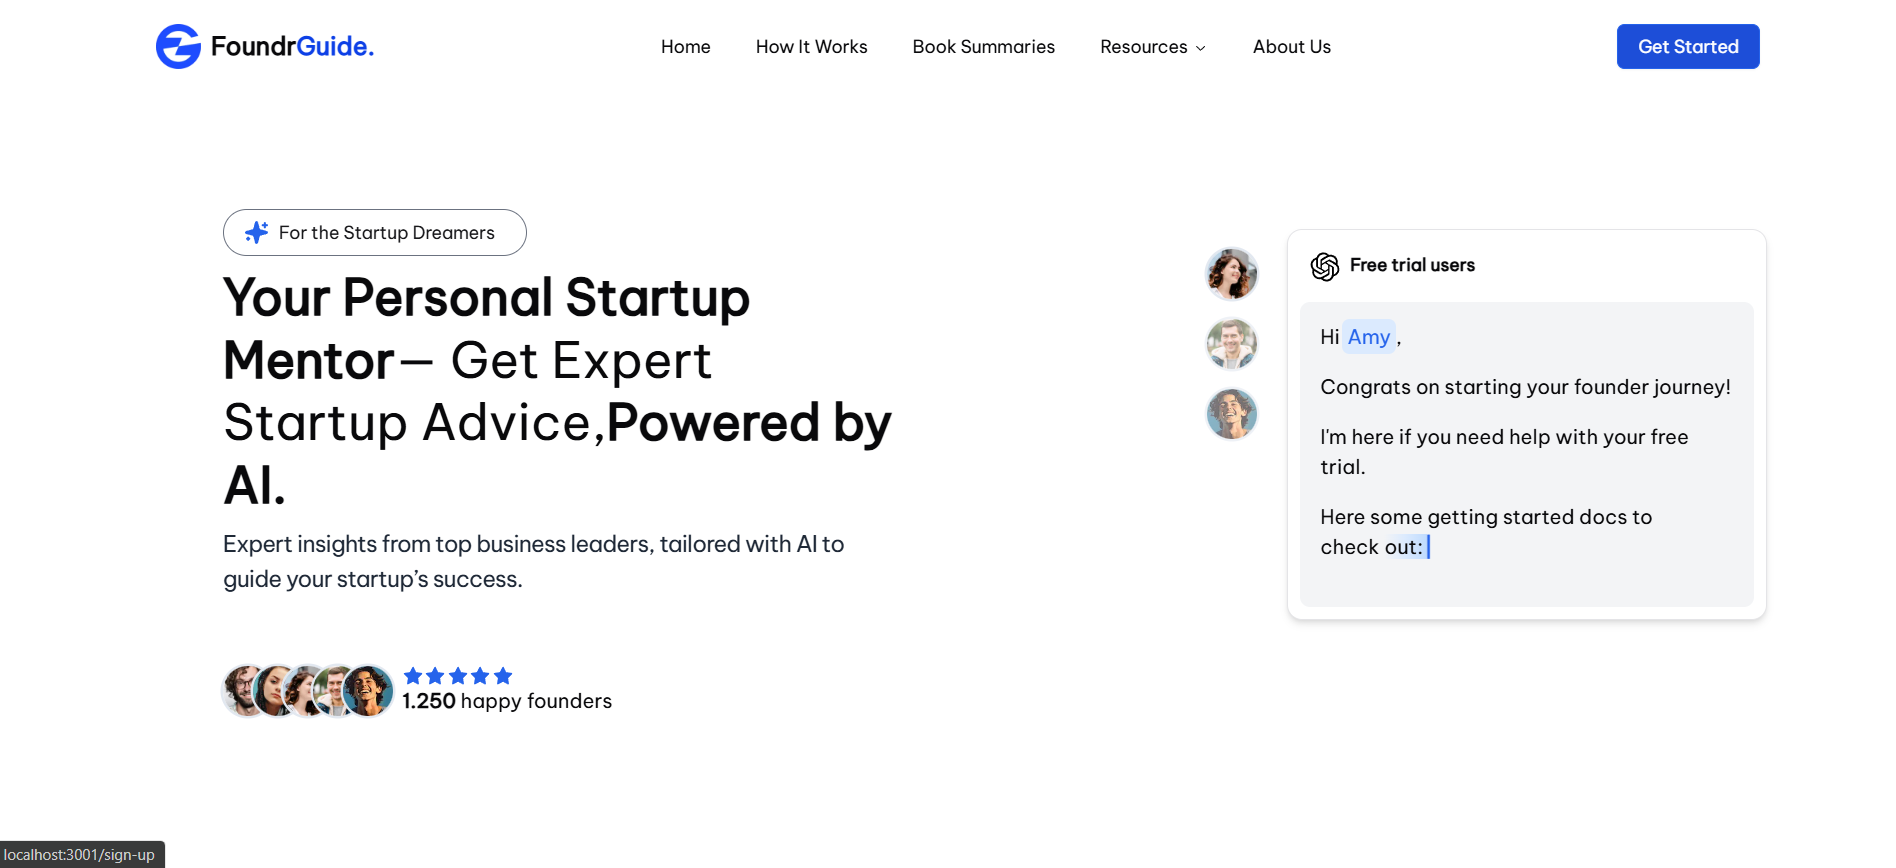 FoundrGuide.
Home
How It Works
Book Summaries
Resources
About Us
Get Started
For the Startup Dreamers
Your Personal Startup
Mentor— Get Expert
Startup Advice,Powered by
AI.
Expert insights from top business leaders, tailored with AI to
guide your startup’s success.
1.250 happy founders
Free trial users
Hi Amy ,
Congrats on starting your founder journey!
I'm here if you need help with your free
trial.
Here some getting started docs to
check out:
localhost:3001/sign-up